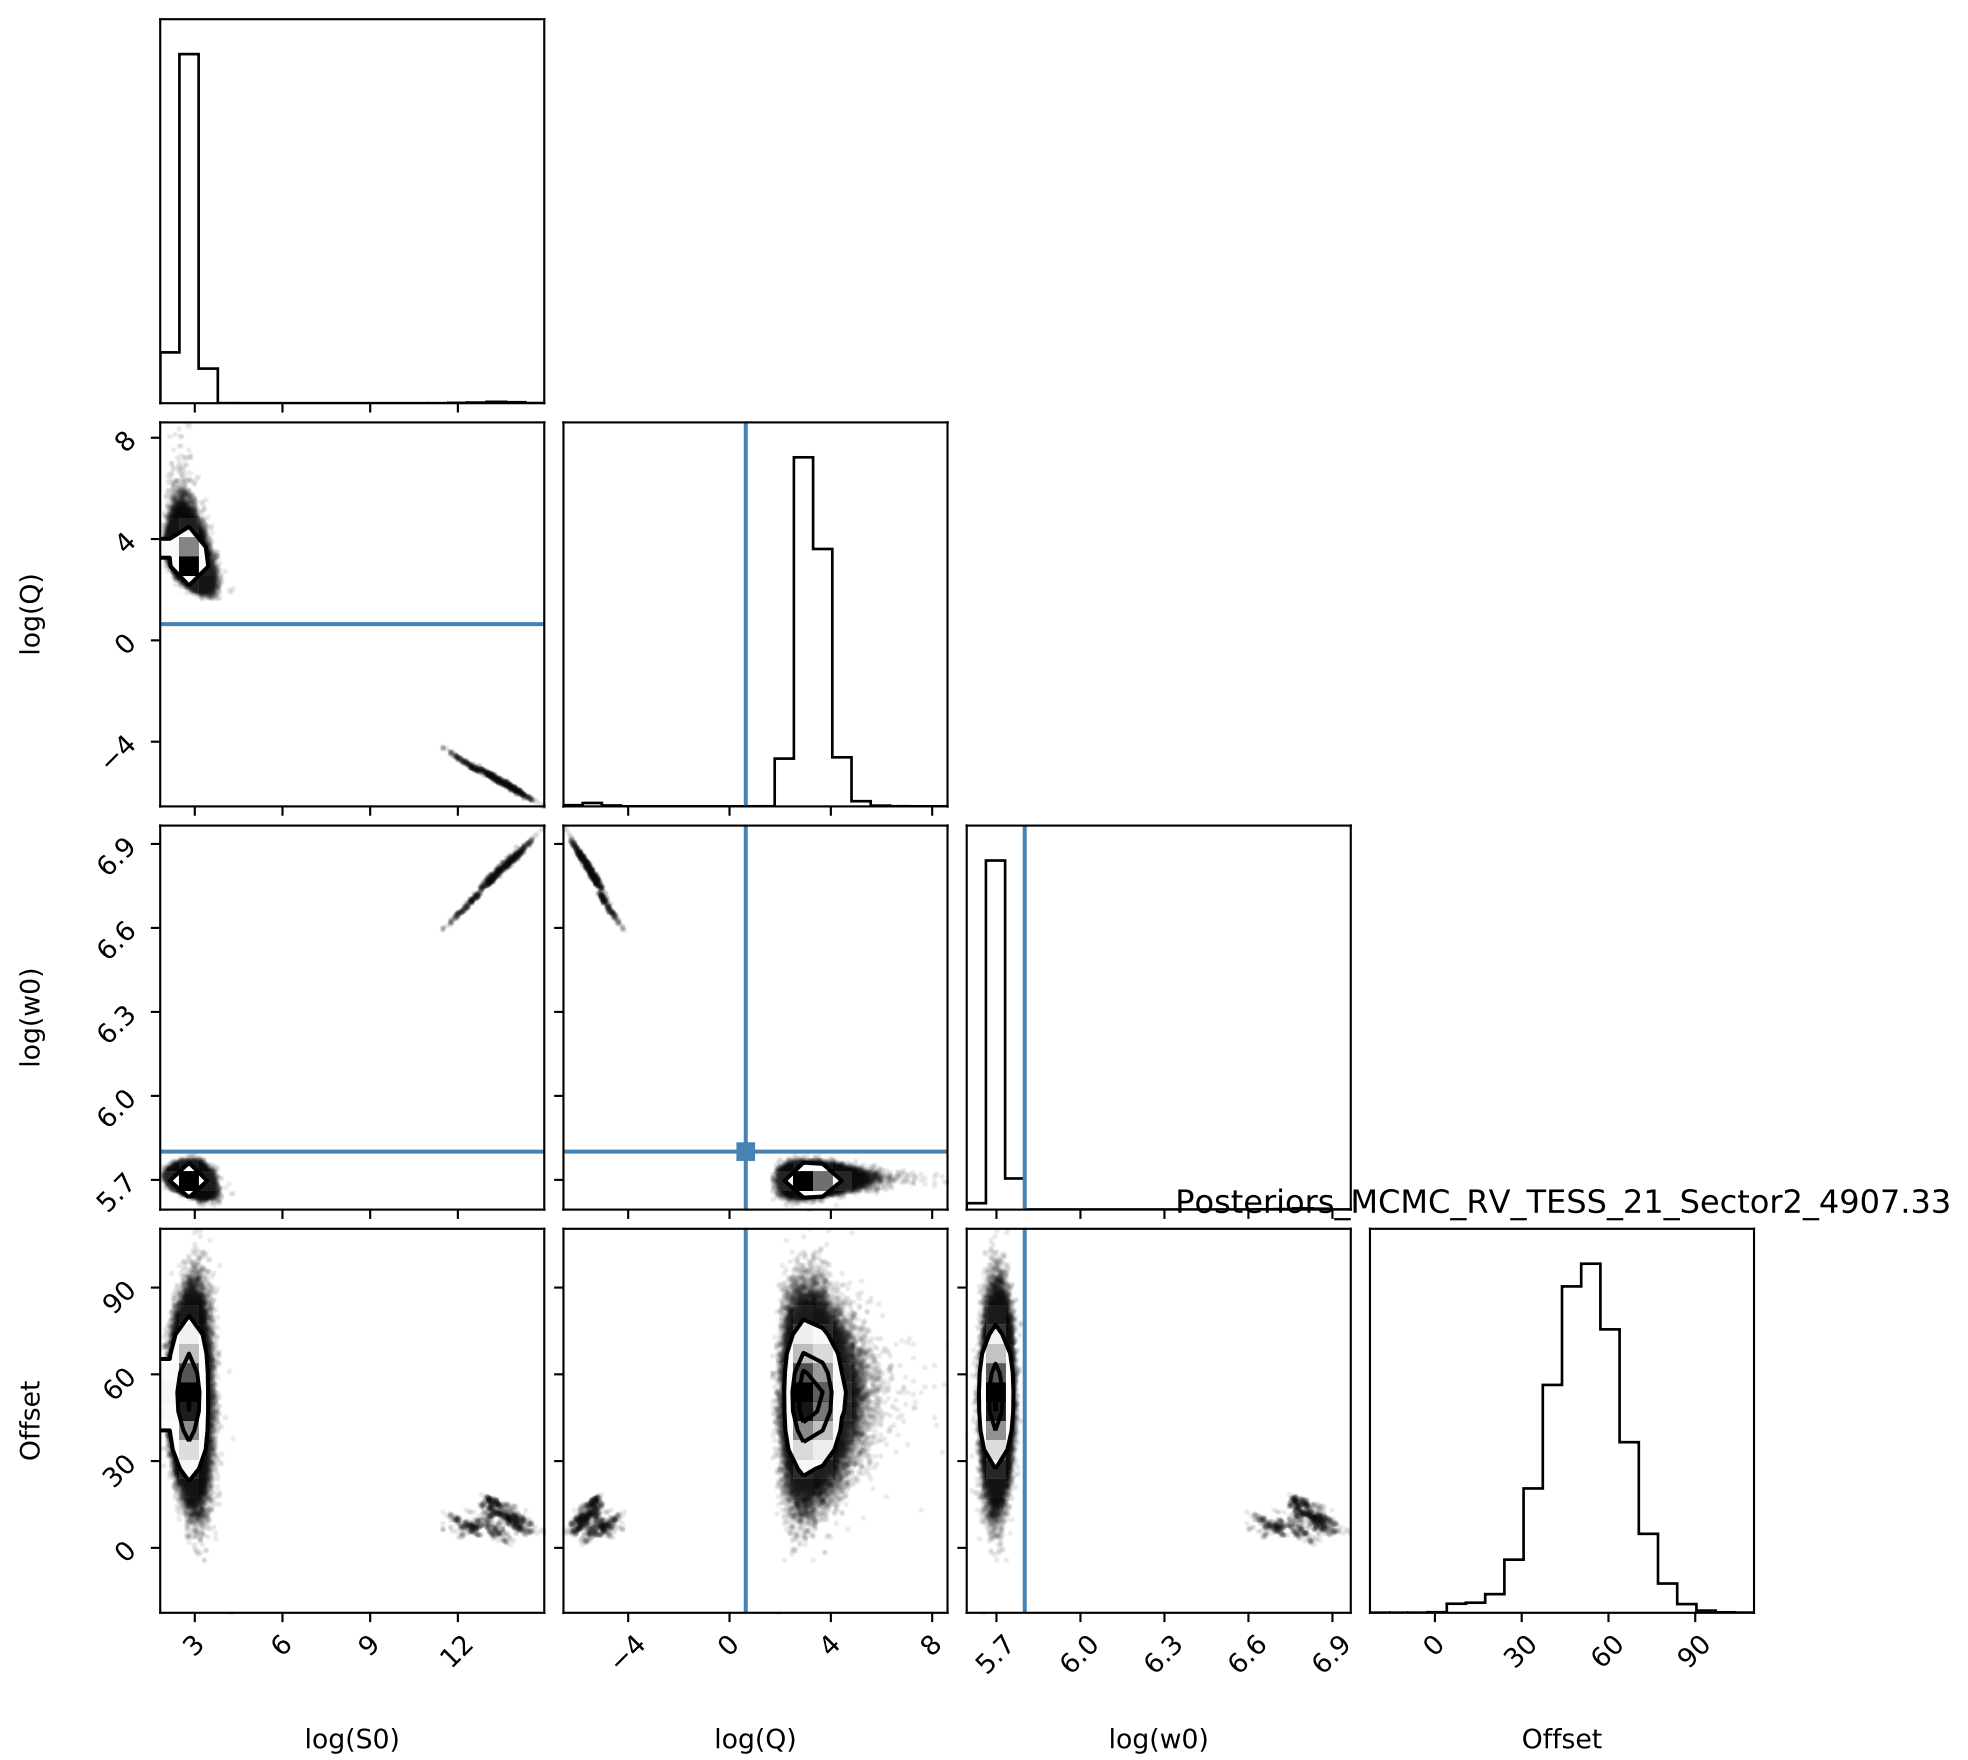 8
4
0
−4
log(Q)
6.9
6.6
6.3
6.0
5.7
log(w0)
Posteriors_MCMC_RV_TESS_21_Sector2_4907.33
90
60
30
0
Offset
3 6 9 12
−4 0 4 8
5.7 6.0 6.3 6.6 6.9
0 30 60 90
log(S0)
log(Q)
log(w0)
Offset